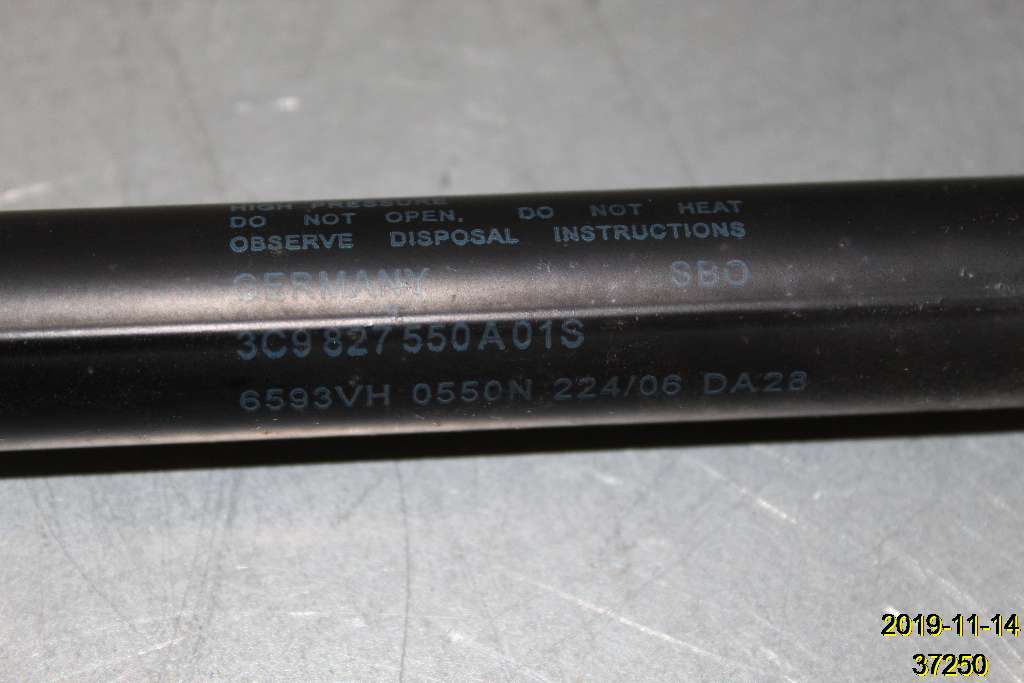 HIGH PRESSURE
DO NOT OPEN. DO NOT HEAT
OBSERVE DISPOSAL INSTRUCTIONS
GERMANY SBO
3C9 827 550 A 01S
6593VH 0550N 224/06 DA28
2019-11-14
37250